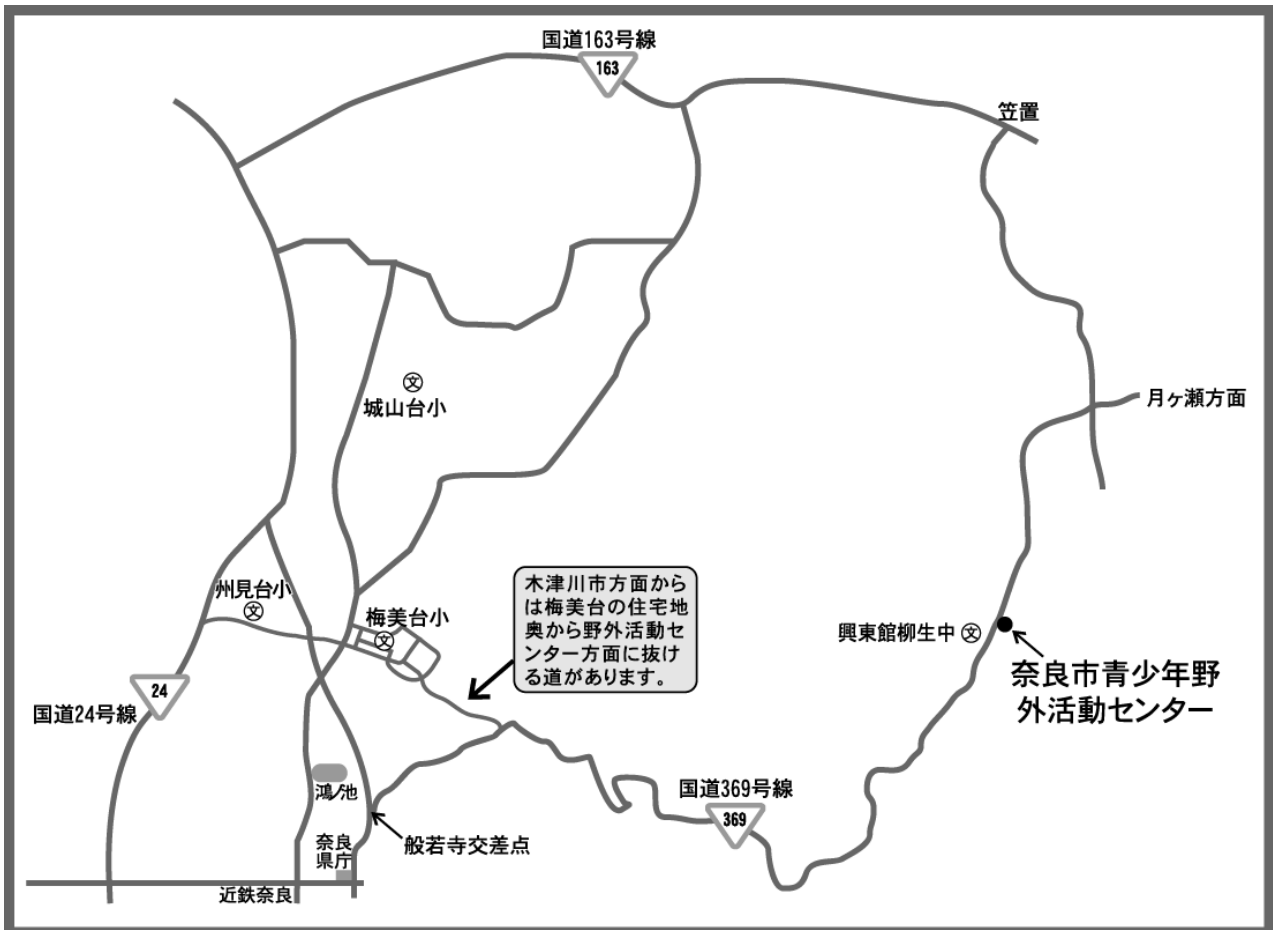 国道163号線
163
笠置
月ヶ瀬方面
文
城山台小
州見台小
文
梅美台小
文
木津川市方面から
は梅美台の住宅地
奥から野外活動セ
ンター方面に抜け
る道があります。
興東館柳生中 文
奈良市青少年野
外活動センター
24
国道24号線
鴻ノ池
国道369号線
369
般若寺交差点
奈良
県庁
近鉄奈良